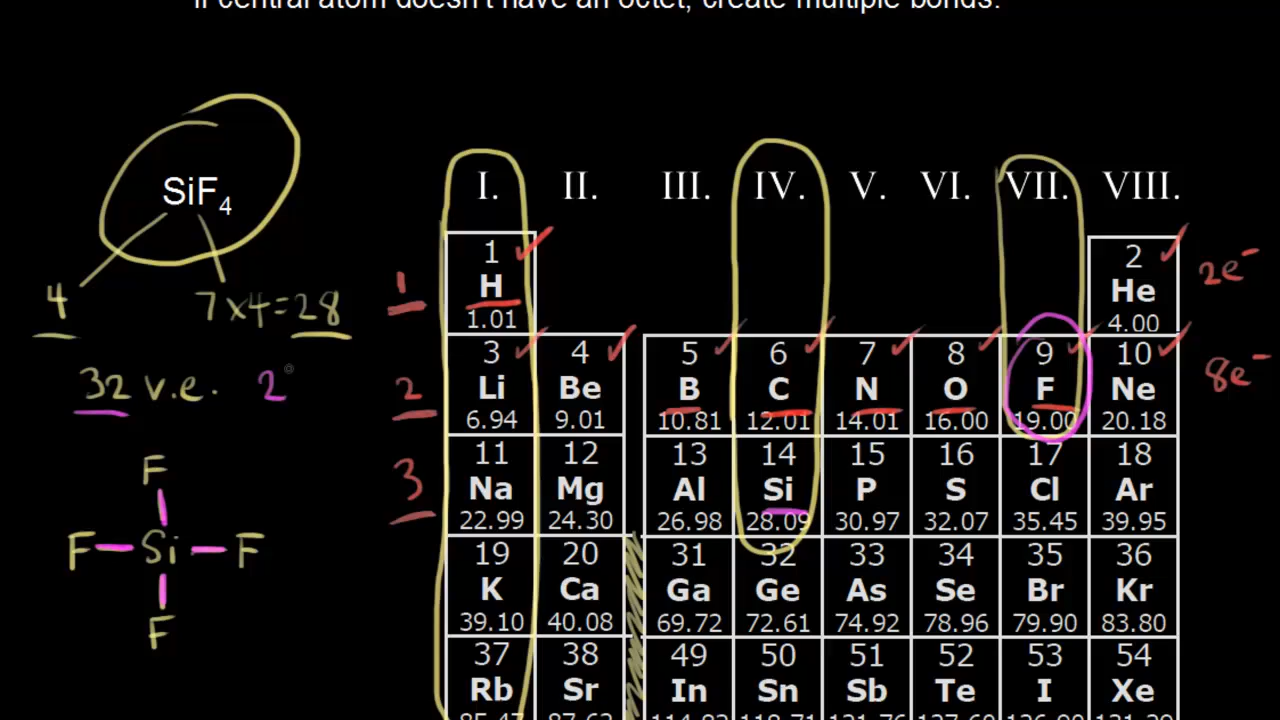 If central atom doesn't have an octet, create multiple bonds.
SiF4
4
7 x 4 = 28
32 v.e. 2
F
F Si F
F
I. II. III. IV. V. VI. VII. VIII.
1 2
1 H He 2e-
1.01 4.00
3 4 5 6 7 8 9 10
2 Li Be B C N O F Ne 8e-
6.94 9.01 10.81 12.01 14.01 16.00 19.00 20.18
11 12 13 14 15 16 17 18
3 Na Mg Al Si P S Cl Ar
22.99 24.30 26.98 28.09 30.97 32.07 35.45 39.95
19 20 31 32 33 34 35 36
K Ca Ga Ge As Se Br Kr
39.10 40.08 69.72 72.61 74.92 78.96 79.90 83.80
37 38 49 50 51 52 53 54
Rb Sr In Sn Sb Te I Xe